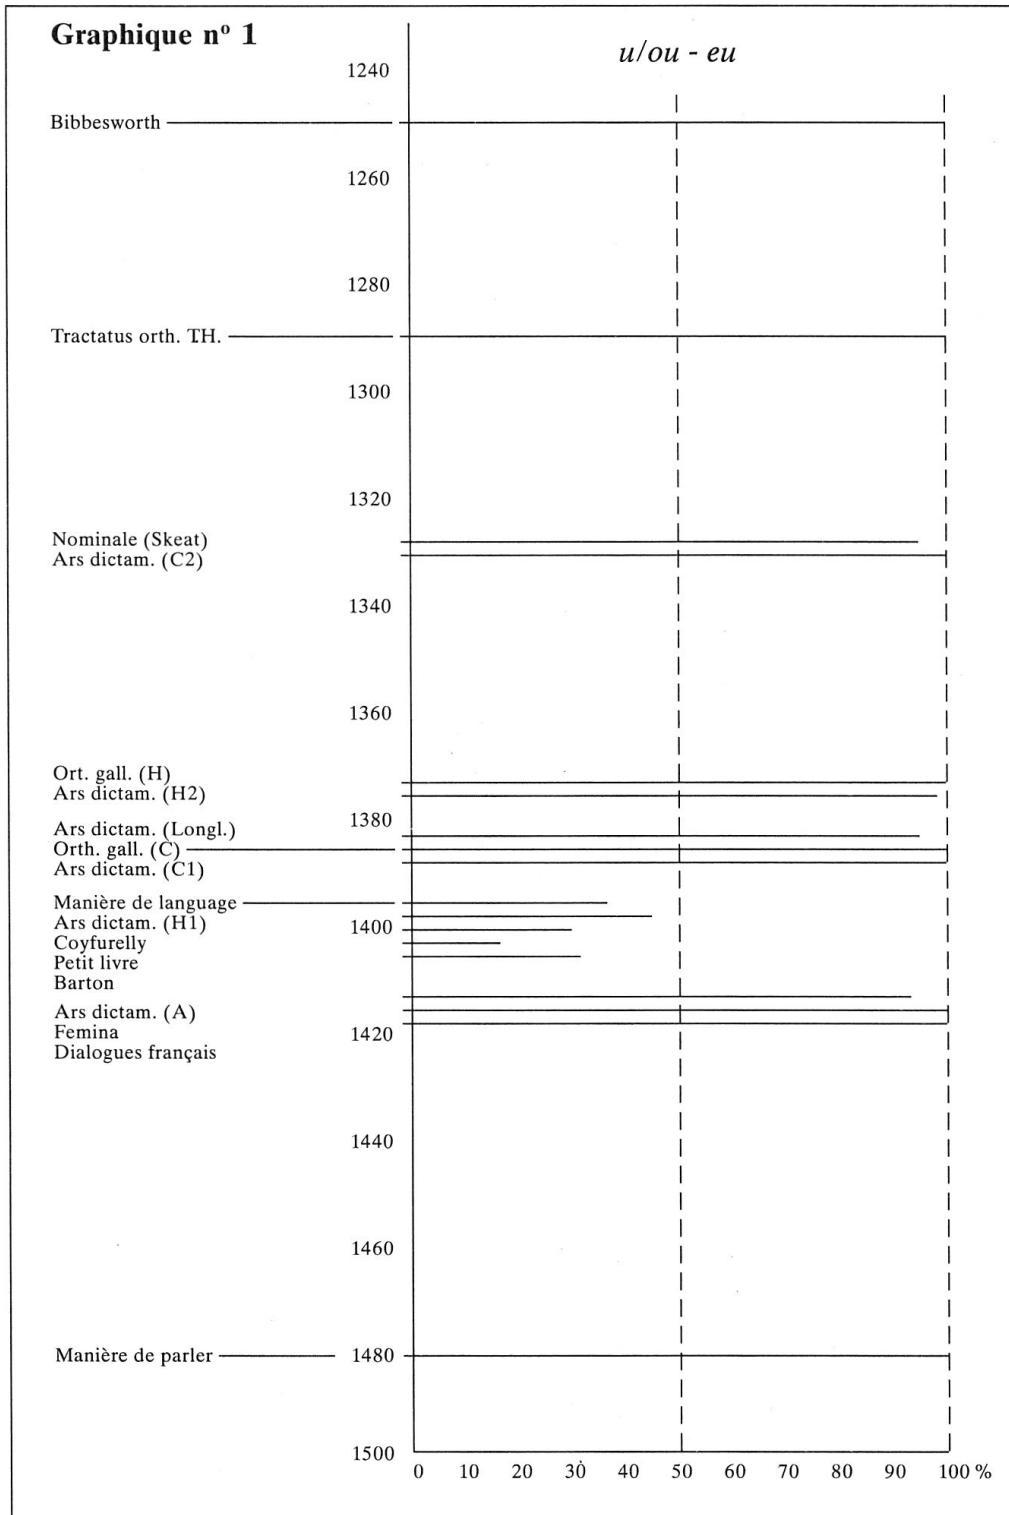 Graphique nº 1
u/ou - eu
1240
Bibbesworth
1260
1280
Tractatus orth. T.H.
1300
1320
Nominale (Skeat)
Ars dictam. (C2)
1340
1360
Ort. gall. (H)
Ars dictam. (H2)
1380
Ars dictam. (Longl.)
Orth. gall. (C)
Ars dictam. (C1)
Manière de language
Ars dictam. (H1)
1400
Coyfurelly
Petit livre
Barton
Ars dictam. (A)
Femina
1420
Dialogues français
1440
1460
Manière de parler
1480
1500
0 10 20 30 40 50 60 70 80 90 100 %